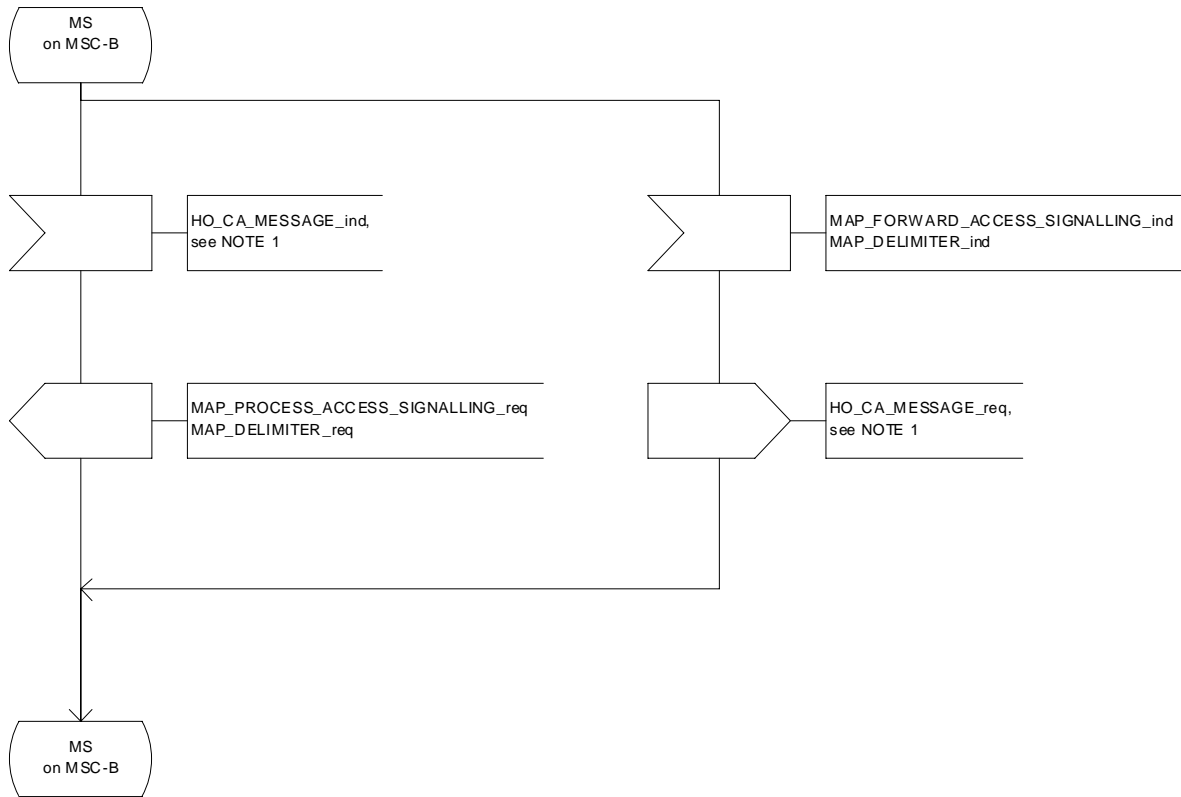 MS
on MSC-B
HO_CA_MESSAGE_ind,
see NOTE 1
MAP_FORWARD_ACCESS_SIGNALLING_ind
MAP_DELIMITER_ind
MAP_PROCESS_ACCESS_SIGNALLING_req
MAP_DELIMITER_req
HO_CA_MESSAGE_req,
see NOTE 1
MS
on MSC-B